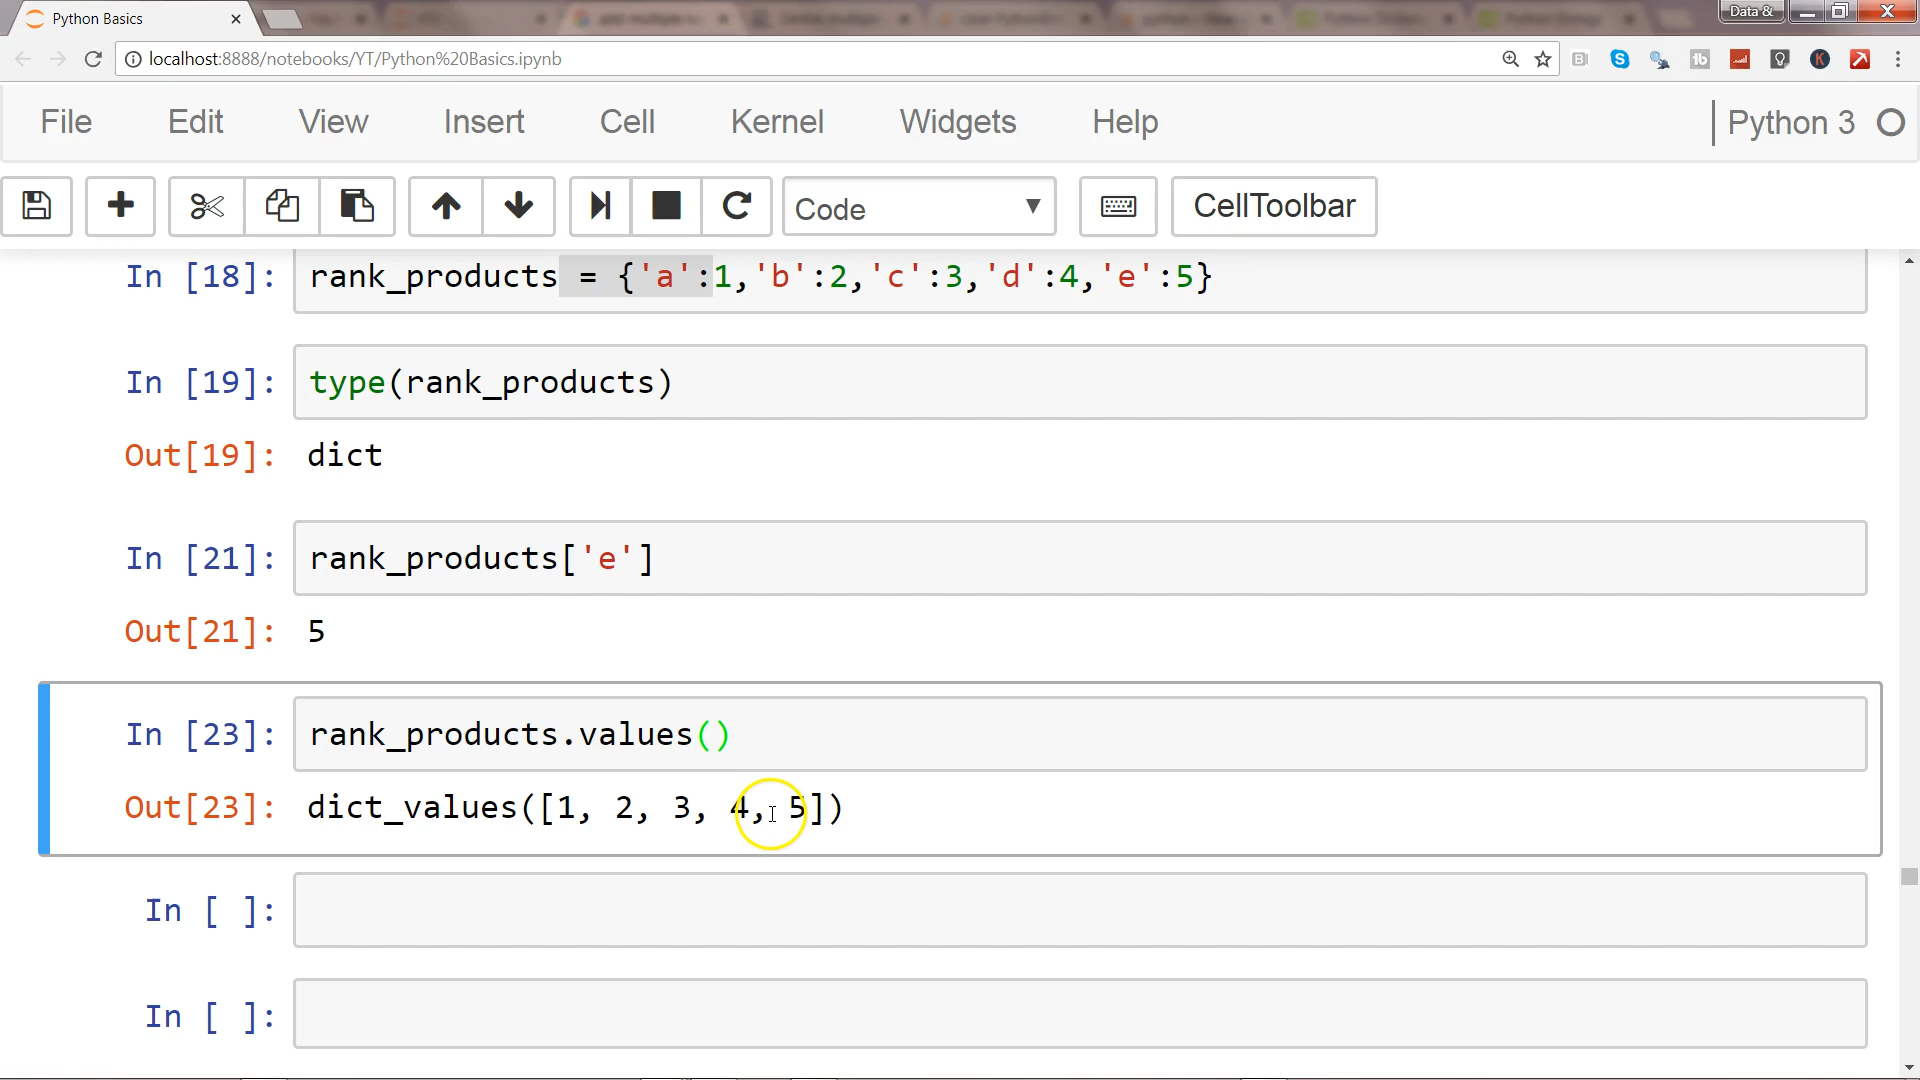 Python Basics
Data &
localhost:8888/notebooks/YT/Python%20Basics.ipynb
File Edit View Insert Cell Kernel Widgets Help Python 3
Code CellToolbar
In [18]: rank_products = {'a':1,'b':2,'c':3,'d':4,'e':5}
In [19]: type(rank_products)
Out[19]: dict
In [21]: rank_products['e']
Out[21]: 5
In [23]: rank_products.values()
Out[23]: dict_values([1, 2, 3, 4, 5])
In [ ]:
In [ ]: